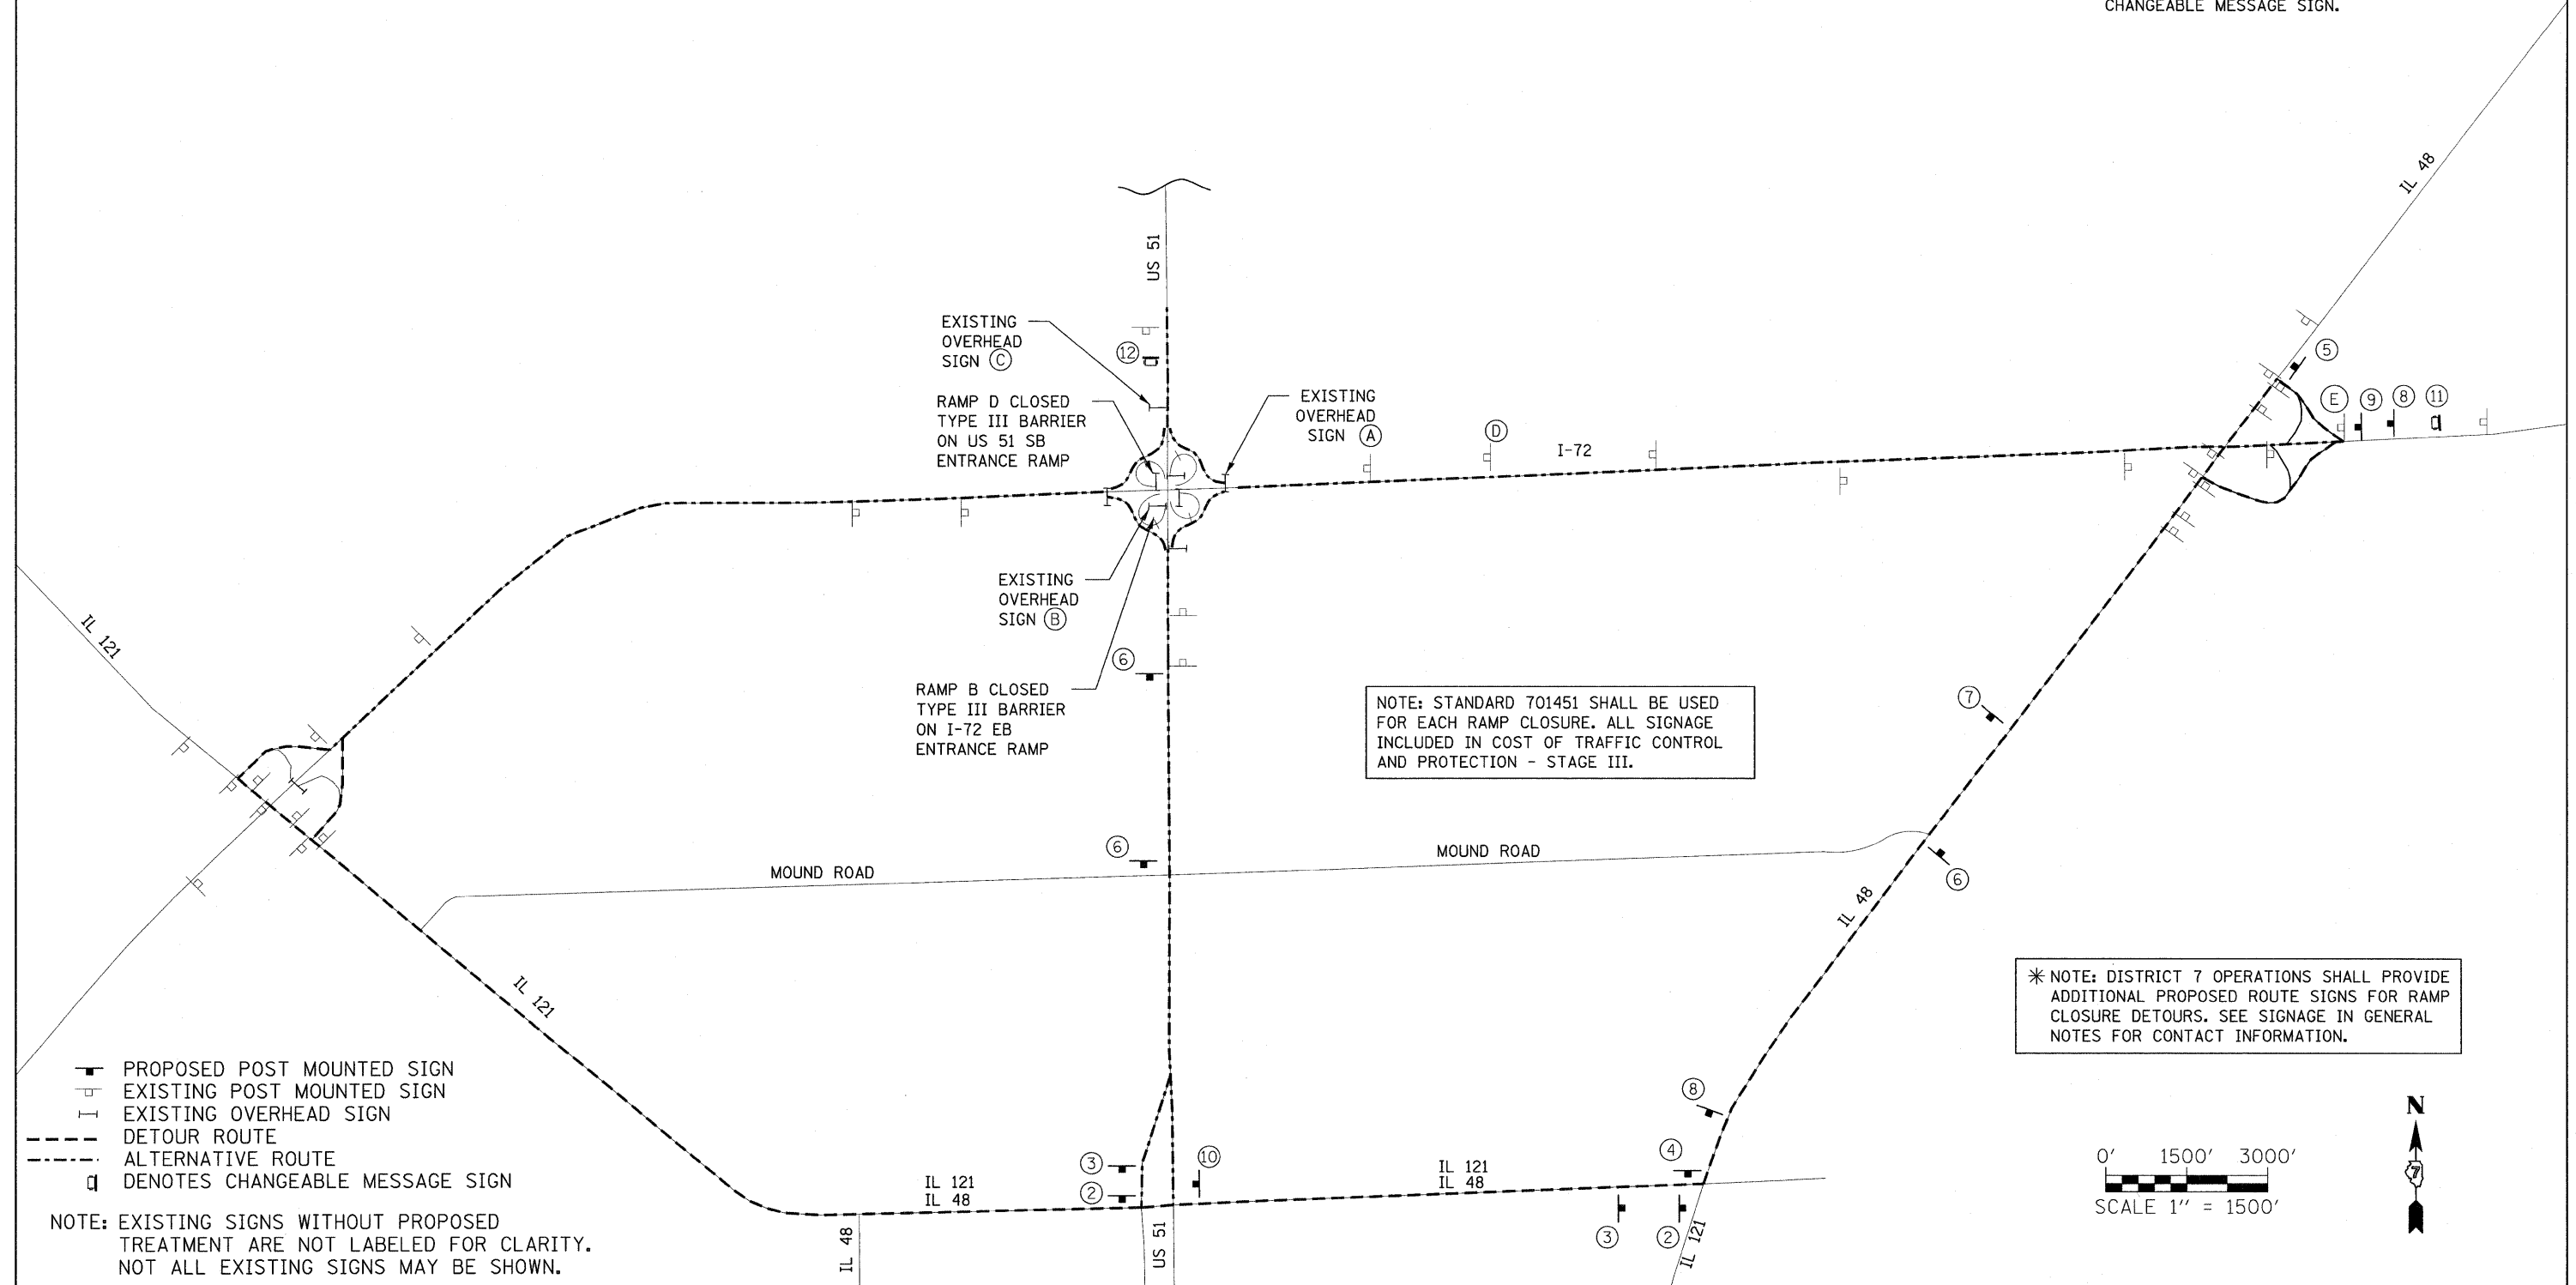 CHANGEABLE MESSAGE SIGN.
IL 48
US 51
EXISTING
OVERHEAD
SIGN C
12
RAMP D CLOSED
TYPE III BARRIER
ON US 51 SB
ENTRANCE RAMP
EXISTING
OVERHEAD
SIGN A
D
I-72
5
E
9
8
11
EXISTING
OVERHEAD
SIGN B
6
RAMP B CLOSED
TYPE III BARRIER
ON I-72 EB
ENTRANCE RAMP
IL 121
NOTE: STANDARD 701451 SHALL BE USED
FOR EACH RAMP CLOSURE. ALL SIGNAGE
INCLUDED IN COST OF TRAFFIC CONTROL
AND PROTECTION - STAGE III.
7
6
MOUND ROAD
MOUND ROAD
6
IL 48
IL 121
✳ NOTE: DISTRICT 7 OPERATIONS SHALL PROVIDE
ADDITIONAL PROPOSED ROUTE SIGNS FOR RAMP
CLOSURE DETOURS. SEE SIGNAGE IN GENERAL
NOTES FOR CONTACT INFORMATION.
PROPOSED POST MOUNTED SIGN
EXISTING POST MOUNTED SIGN
EXISTING OVERHEAD SIGN
DETOUR ROUTE
ALTERNATIVE ROUTE
DENOTES CHANGEABLE MESSAGE SIGN
NOTE: EXISTING SIGNS WITHOUT PROPOSED
TREATMENT ARE NOT LABELED FOR CLARITY.
NOT ALL EXISTING SIGNS MAY BE SHOWN.
IL 121
IL 48
3
2
10
IL 121
IL 48
8
4
3
2
IL 48
US 51
IL 121
0' 1500' 3000'
SCALE 1" = 1500'
N
7